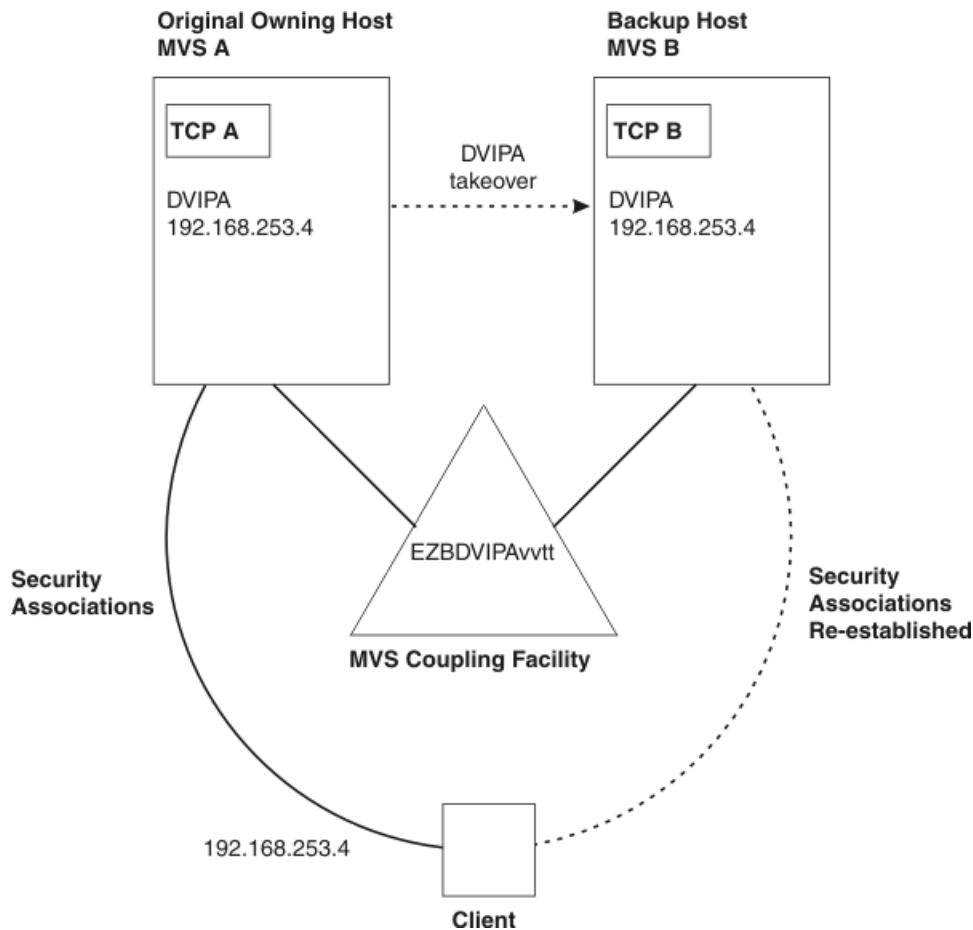 Original Owning Host
MVS A
Backup Host
MVS B
TCP A
DVIPA
192.168.253.4
DVIPA
takeover
TCP B
DVIPA
192.168.253.4
EZBDVIPAvvtt
MVS Coupling Facility
Security
Associations
Security
Associations
Re-established
192.168.253.4
Client